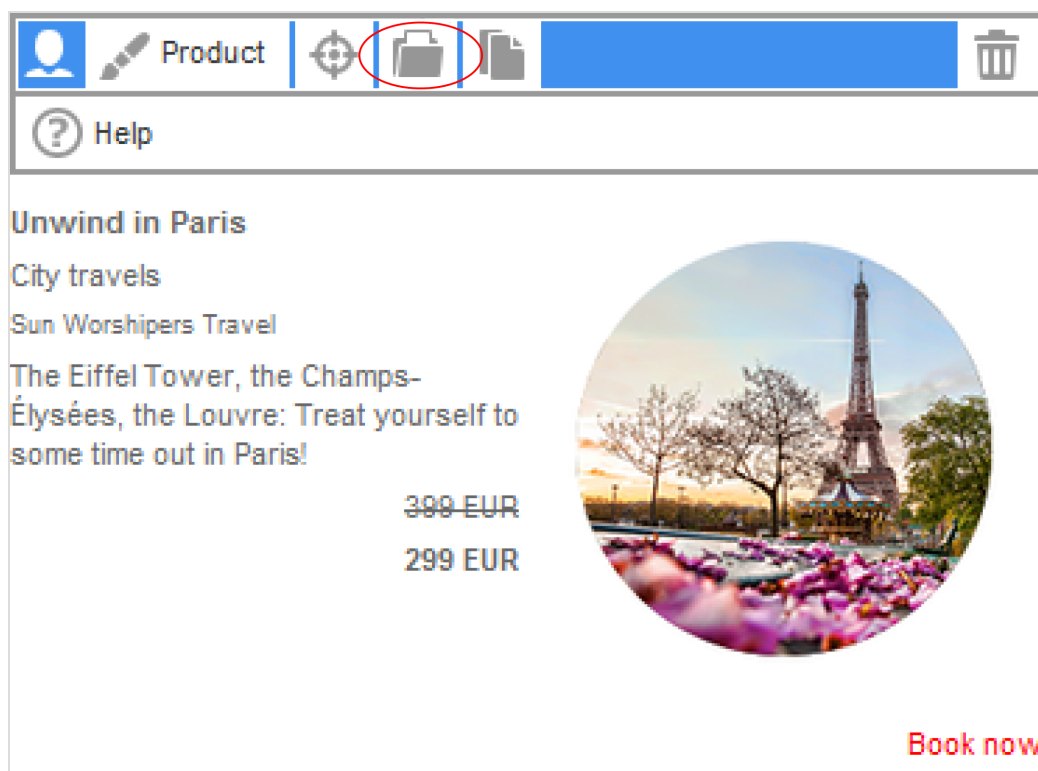 Product
Help
Unwind in Paris
City travels
Sun Worshipers Travel
The Eiffel Tower, the Champs-
Élysées, the Louvre: Treat yourself to
some time out in Paris!
399 EUR
299 EUR
Book now